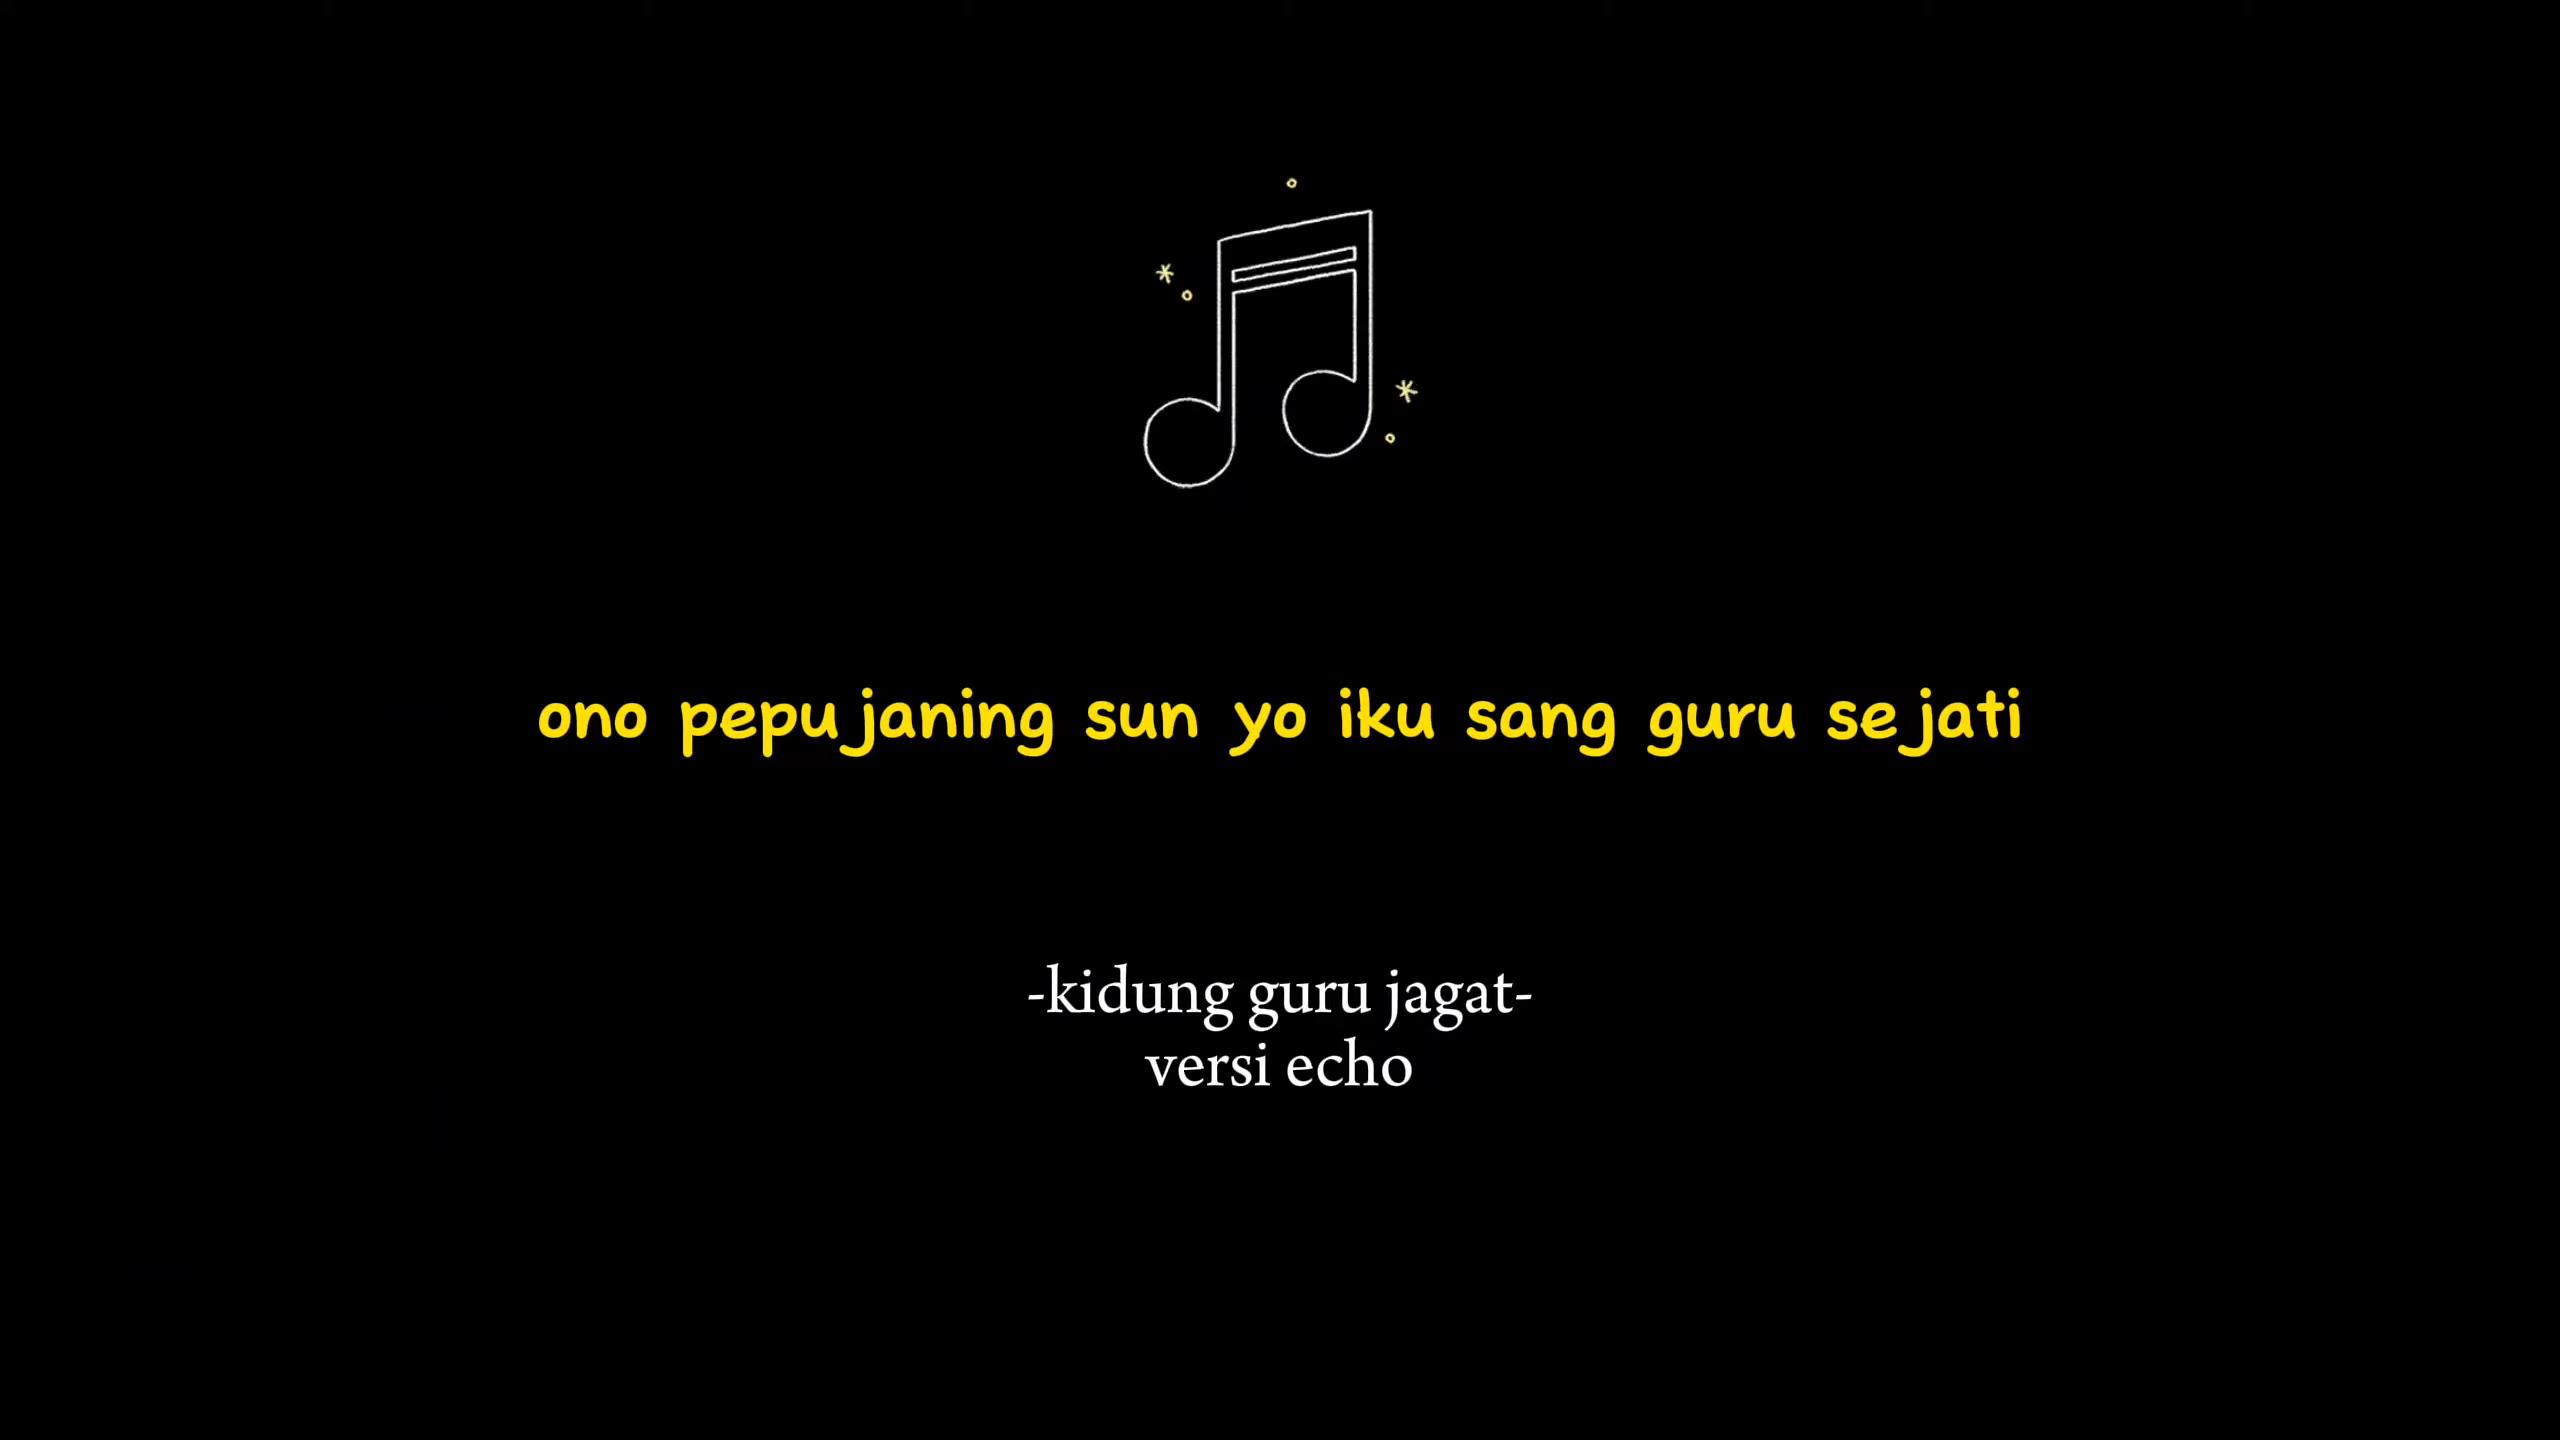 ono pepujaning sun yo iku sang guru sejati
-kidung guru jagat-
versi echo